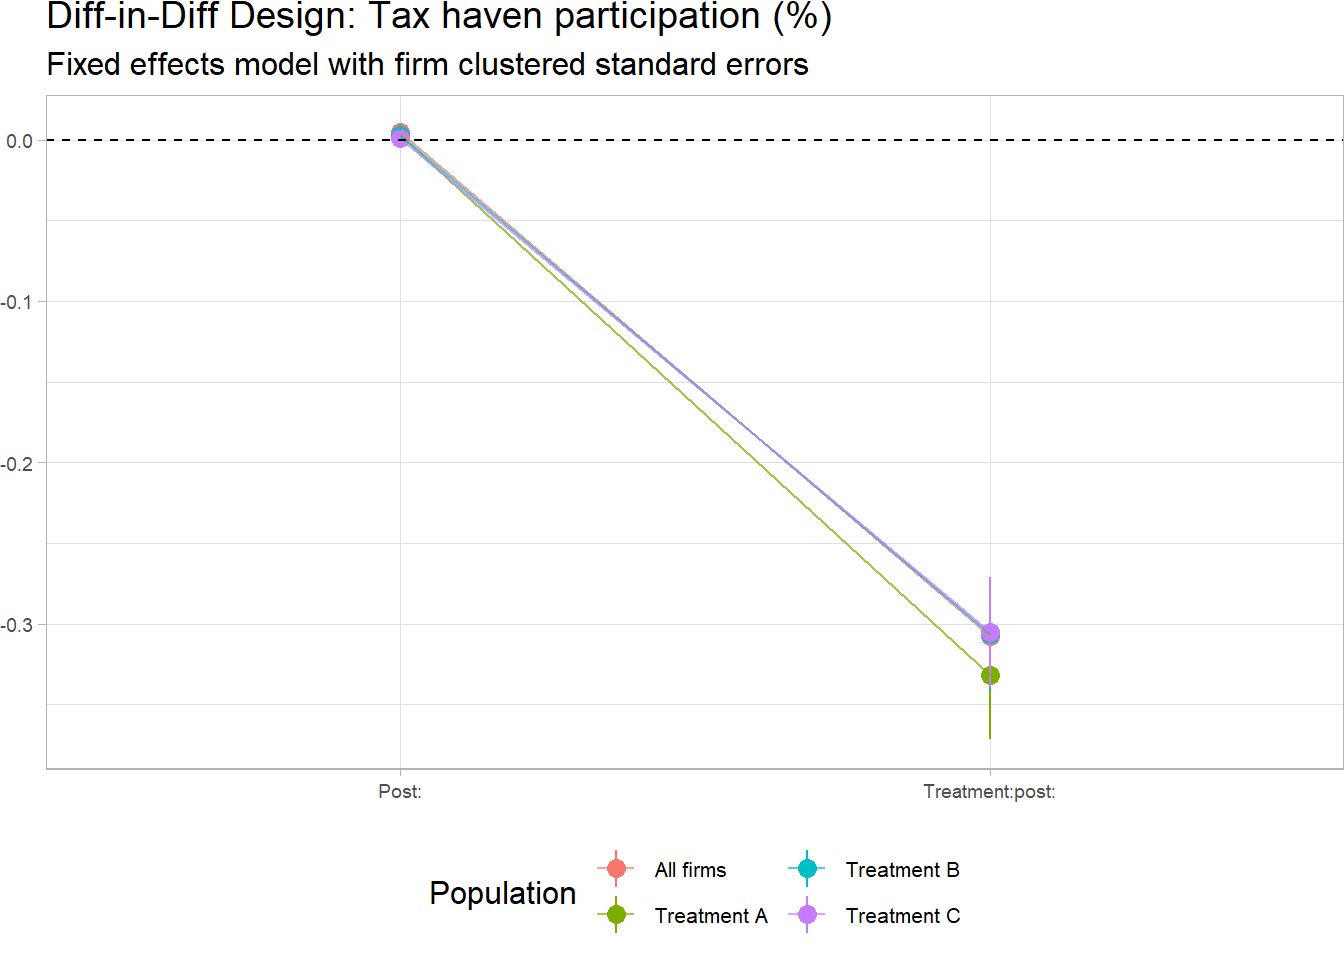 Diff-in-Diff Design: Tax haven participation (%)
Fixed effects model with firm clustered standard errors
0.0
-0.1
-0.2
-0.3
Post:
Treatment:post:
Population
All firms
Treatment B
Treatment A
Treatment C